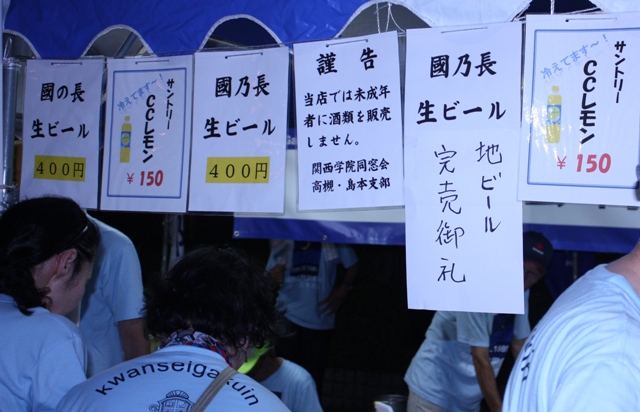 國の長
生ビール
400円
サントリー
CCレモン
冷えてます～!
￥150
國乃長
生ビール
400円
謹告
当店では未成年
者に酒類を販売
しません。
関西学院同窓会
高槻・島本支部
國乃長
生ビール
地ビール
完売御礼
サントリー
CCレモン
冷えてます～!
￥150
kwanseigakuin